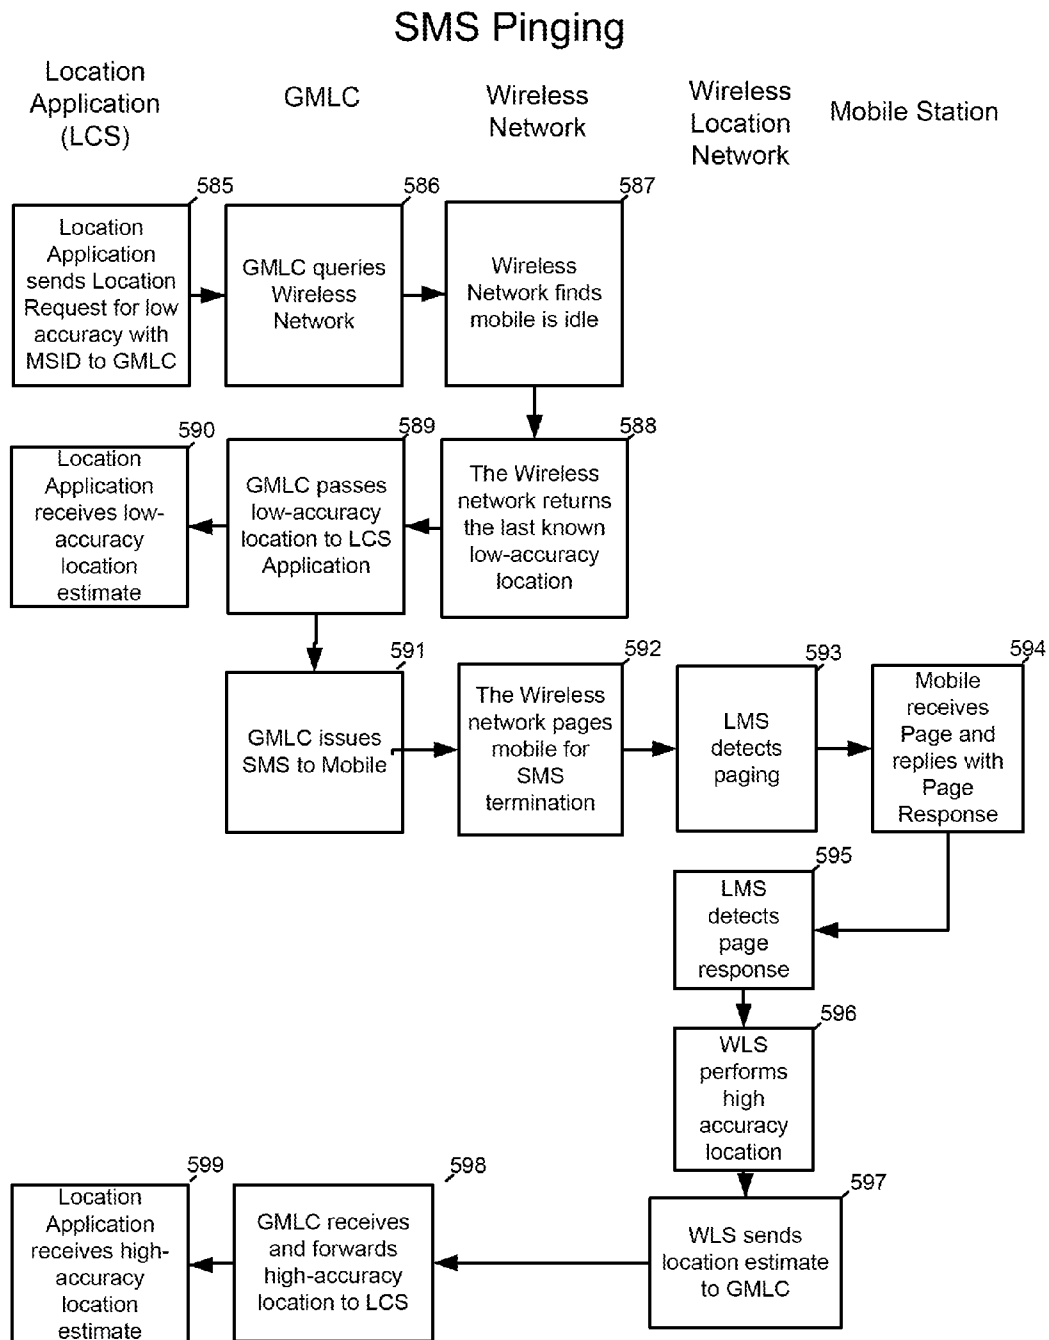 SMS Pinging
Location
Application
(LCS)
GMLC
Wireless
Network
Wireless
Location
Network
Mobile Station
585
Location
Application
sends Location
Request for low
accuracy with
MSID to GMLC
586
GMLC queries
Wireless
Network
587
Wireless
Network finds
mobile is idle
590
Location
Application
receives low-
accuracy
location
estimate
589
GMLC passes
low-accuracy
location to LCS
Application
588
The Wireless
network returns
the last known
low-accuracy
location
591
GMLC issues
SMS to Mobile
592
The Wireless
network pages
mobile for
SMS
termination
593
LMS
detects
paging
594
Mobile
receives
Page and
replies with
Page
Response
595
LMS
detects
page
response
596
WLS
performs
high
accuracy
location
599
Location
Application
receives high-
accuracy
location
estimate
598
GMLC receives
and forwards
high-accuracy
location to LCS
597
WLS sends
location estimate
to GMLC